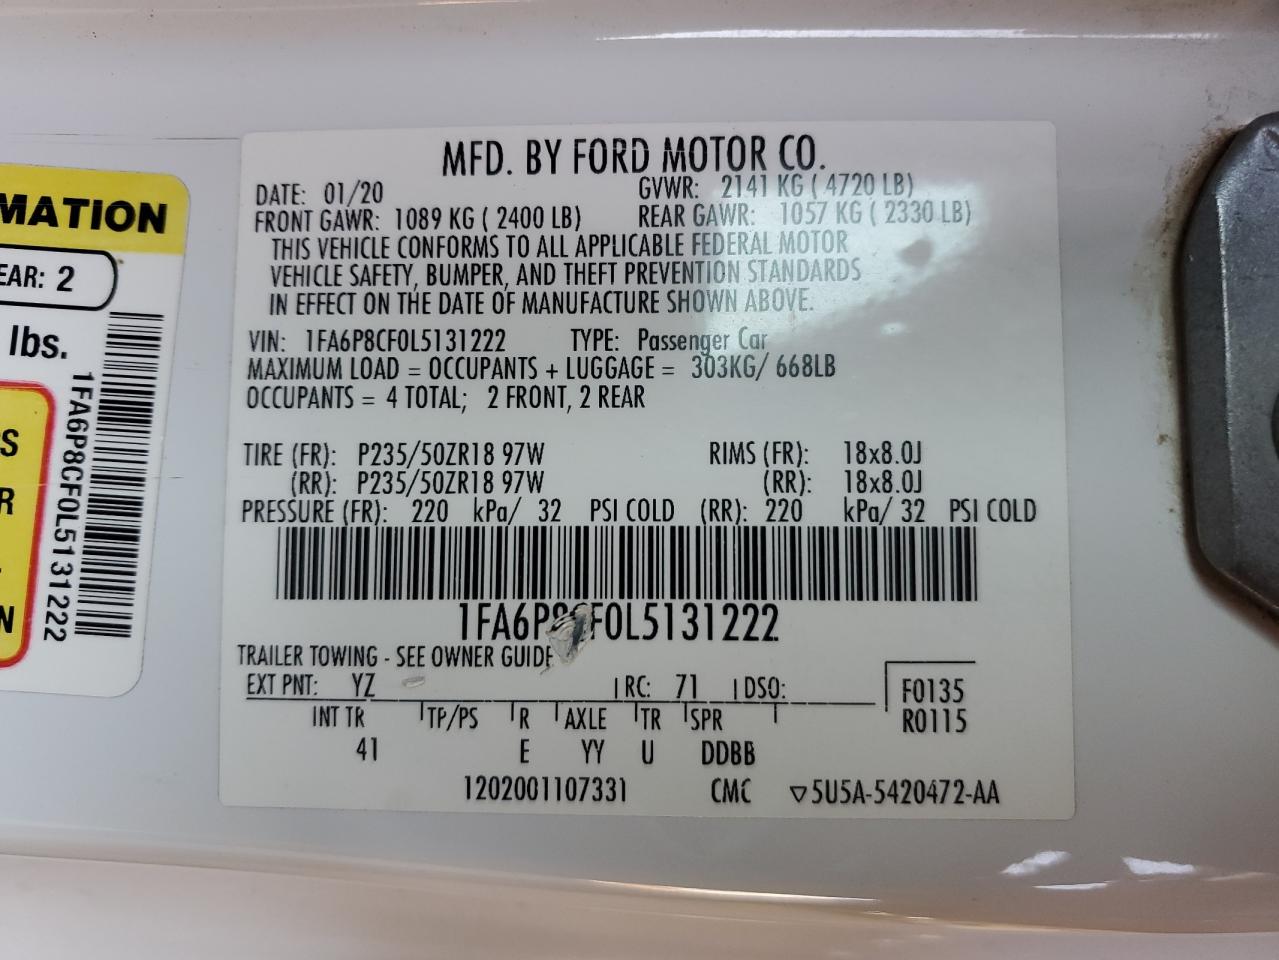 MFD. BY FORD MOTOR CO.
DATE: 01/20 GVWR: 2141 KG ( 4720 LB)
FRONT GAWR: 1089 KG ( 2400 LB) REAR GAWR: 1057 KG ( 2330 LB)
THIS VEHICLE CONFORMS TO ALL APPLICABLE FEDERAL MOTOR
VEHICLE SAFETY, BUMPER, AND THEFT PREVENTION STANDARDS
IN EFFECT ON THE DATE OF MANUFACTURE SHOWN ABOVE.
VIN: 1FA6P8CF0L5131222 TYPE: Passenger Car
MAXIMUM LOAD = OCCUPANTS + LUGGAGE = 303KG/ 668LB
OCCUPANTS = 4 TOTAL; 2 FRONT, 2 REAR
TIRE (FR): P235/50ZR18 97W RIMS (FR): 18x8.0J
(RR): P235/50ZR18 97W (RR): 18x8.0J
PRESSURE (FR): 220 kPa/ 32 PSI COLD (RR): 220 kPa/ 32 PSI COLD
1FA6P8CF0L5131222
TRAILER TOWING - SEE OWNER GUIDE
EXT PNT: YZ RC: 71 DSO: F0135
INT TR TP/PS R AXLE TR SPR R0115
41 E YY U DDBB
1202001107331 CMC ▽5U5A-5420472-AA
MATION
EAR: 2
lbs.
1FA6P8CF0L5131222
S
R
N